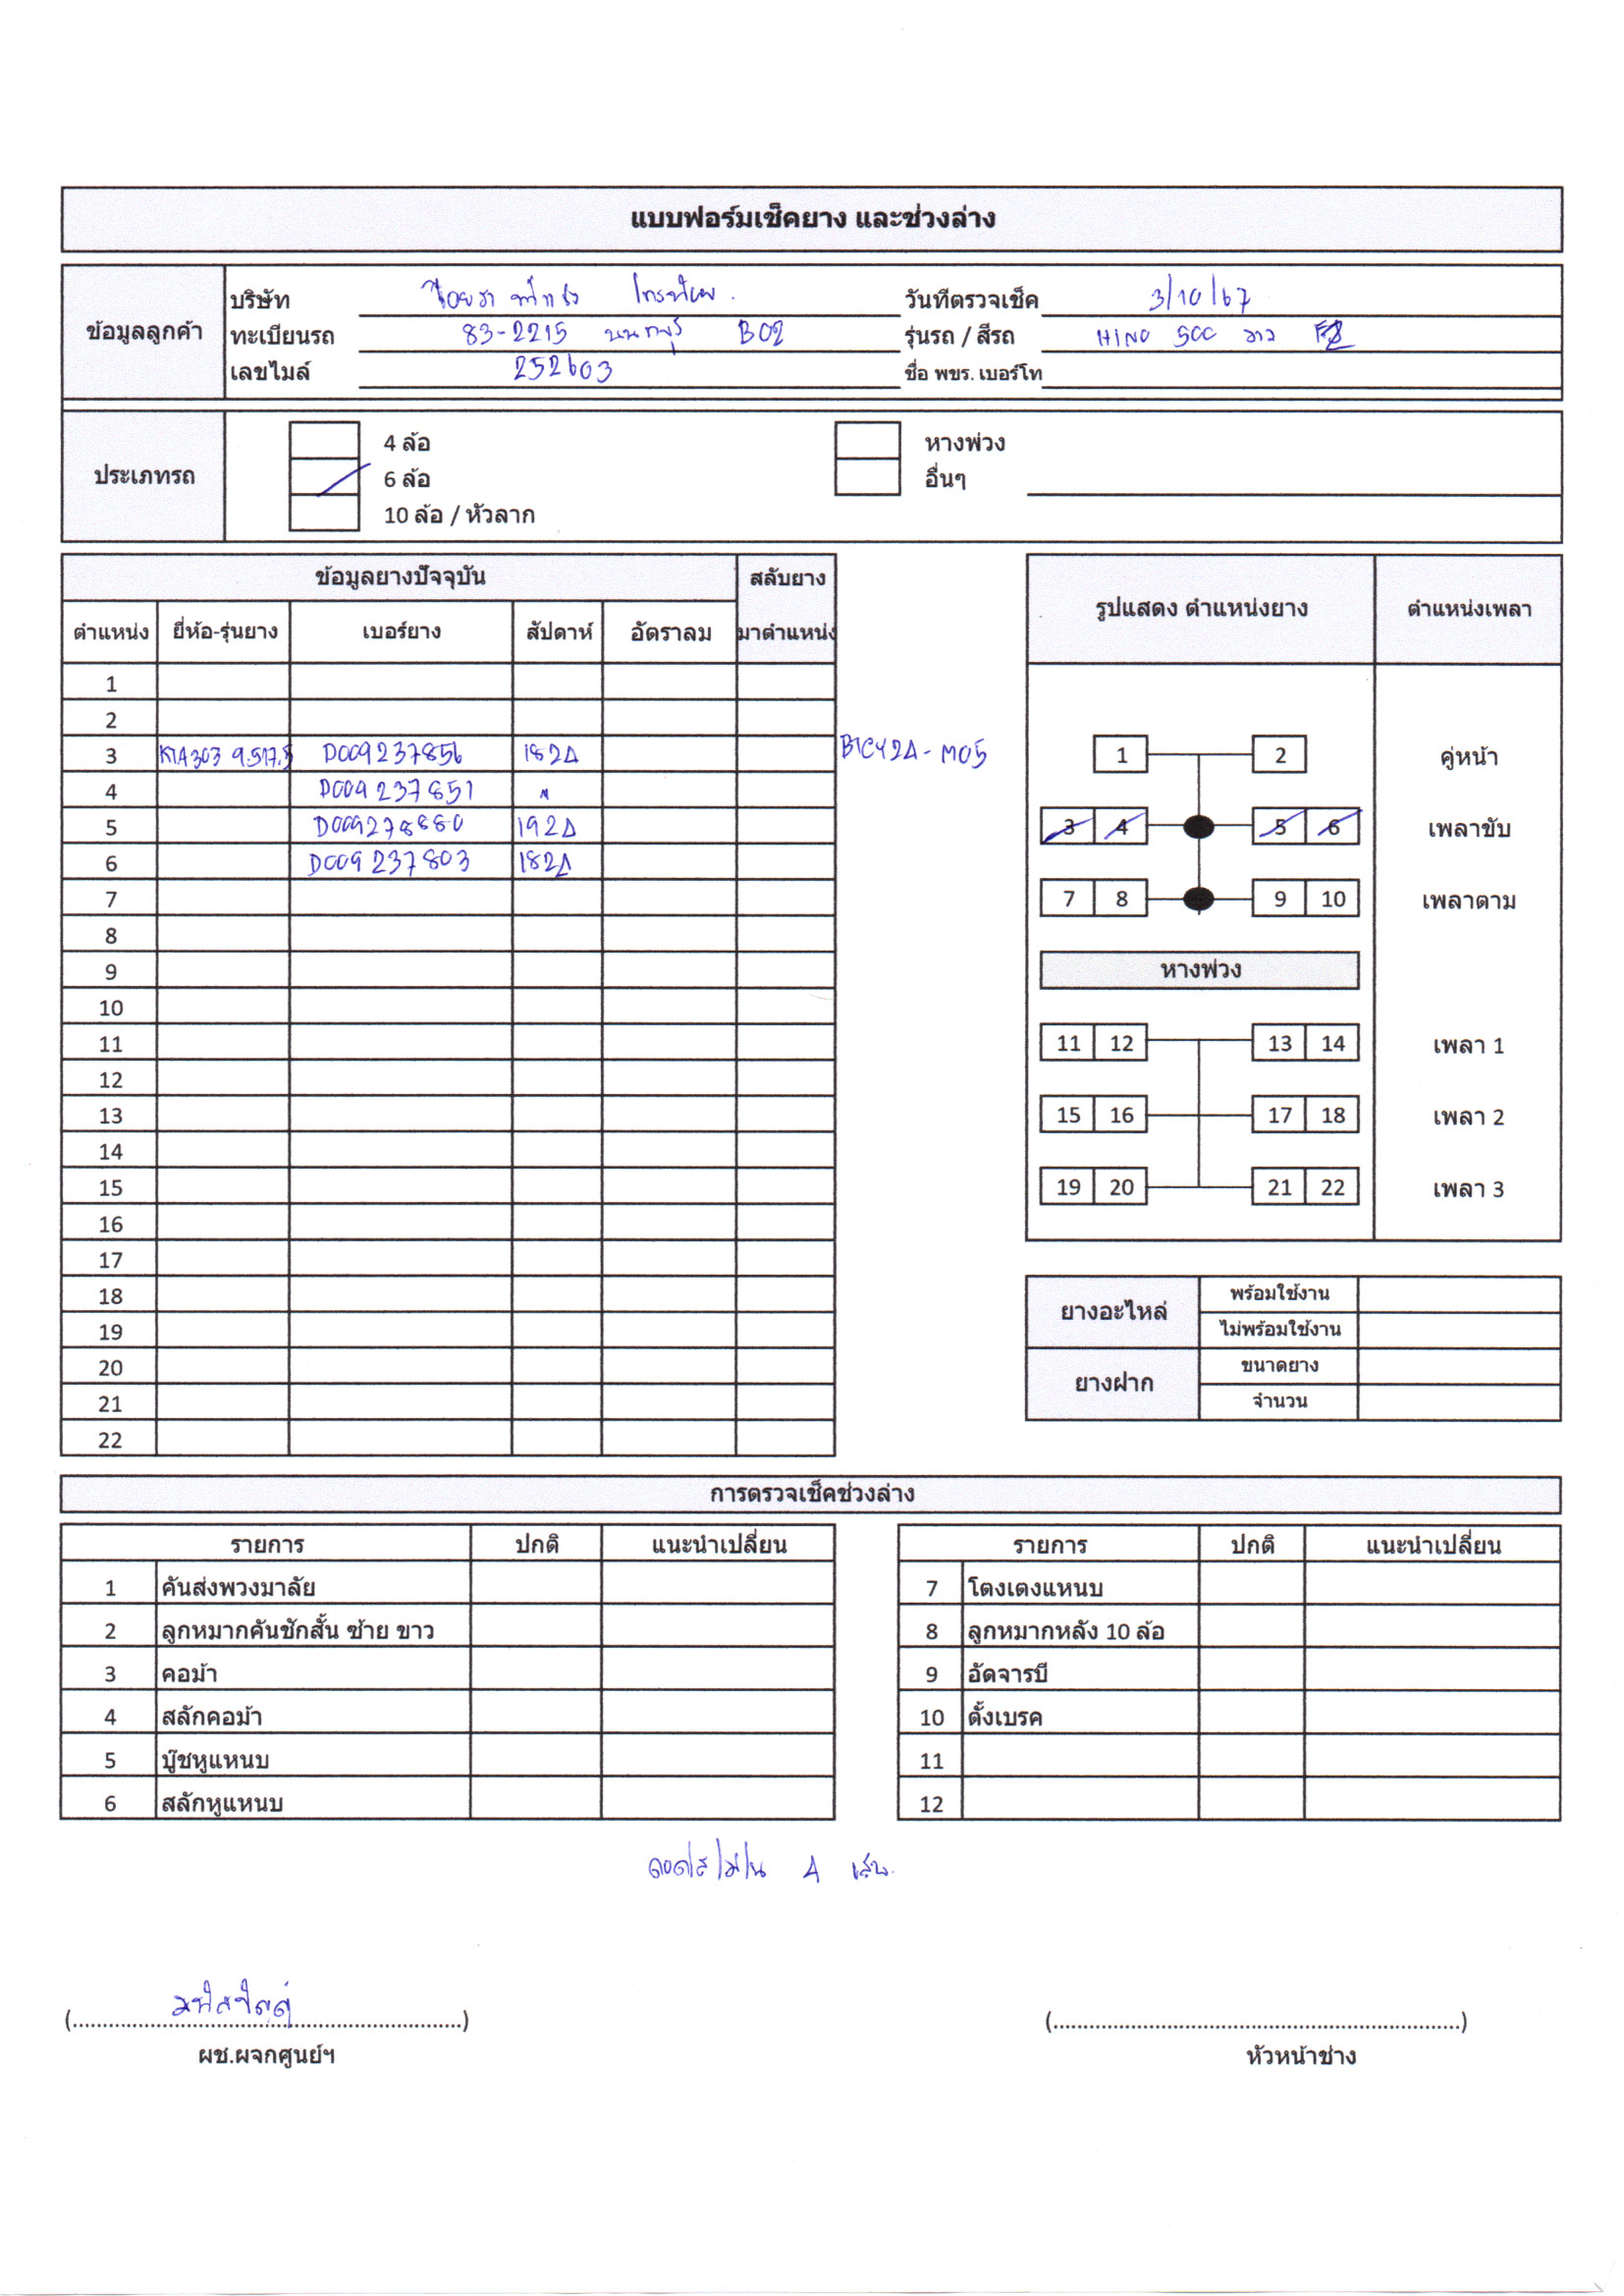 แบบฟอร์มเช็คยาง และช่วงล่าง
ข้อมูลลูกค้า
บริษัท
วันที่ตรวจเช็ค 3/10/67
ทะเบียนรถ 83-2215 นนทบุรี B02
รุ่นรถ / สีรถ HINO 500 ขาว
เลขไมล์ 252603
ชื่อ พขร. เบอร์โท
ประเภทรถ
4 ล้อ
หางพ่วง
6 ล้อ
อื่นๆ
10 ล้อ / หัวลาก
ข้อมูลยางปัจจุบัน สลับยาง
ตำแหน่ง ยี่ห้อ-รุ่นยาง เบอร์ยาง สัปดาห์ อัตราลม มาตำแหน่ง
1
2
3 KTA303 9.517.5 D009237856 1824 BTCY24-M05
4 D009237851 "
5 D009278880 1924
6 D009237803 1824
7
8
9
10
11
12
13
14
15
16
17
18
19
20
21
22
รูปแสดง ตำแหน่งยาง ตำแหน่งเพลา
1 2 คู่หน้า
3 4 5 6 เพลาขับ
7 8 9 10 เพลาตาม
หางพ่วง
11 12 13 14 เพลา 1
15 16 17 18 เพลา 2
19 20 21 22 เพลา 3
ยางอะไหล่ พร้อมใช้งาน
ไม่พร้อมใช้งาน
ยางฝาก ขนาดยาง
จำนวน
การตรวจเช็คช่วงล่าง
รายการ ปกติ แนะนำเปลี่ยน
1 คันส่งพวงมาลัย
2 ลูกหมากคันชักสั้น ซ้าย ขาว
3 คอม้า
4 สลักคอม้า
5 บู๊ชหูแหนบ
6 สลักหูแหนบ
รายการ ปกติ แนะนำเปลี่ยน
7 โตงเตงแหนบ
8 ลูกหมากหลัง 10 ล้อ
9 อัดจารบี
10 ตั้งเบรค
11
12
4 เส้น
(..................................................)
ผช.ผจกศูนย์ฯ
(..................................................)
หัวหน้าช่าง